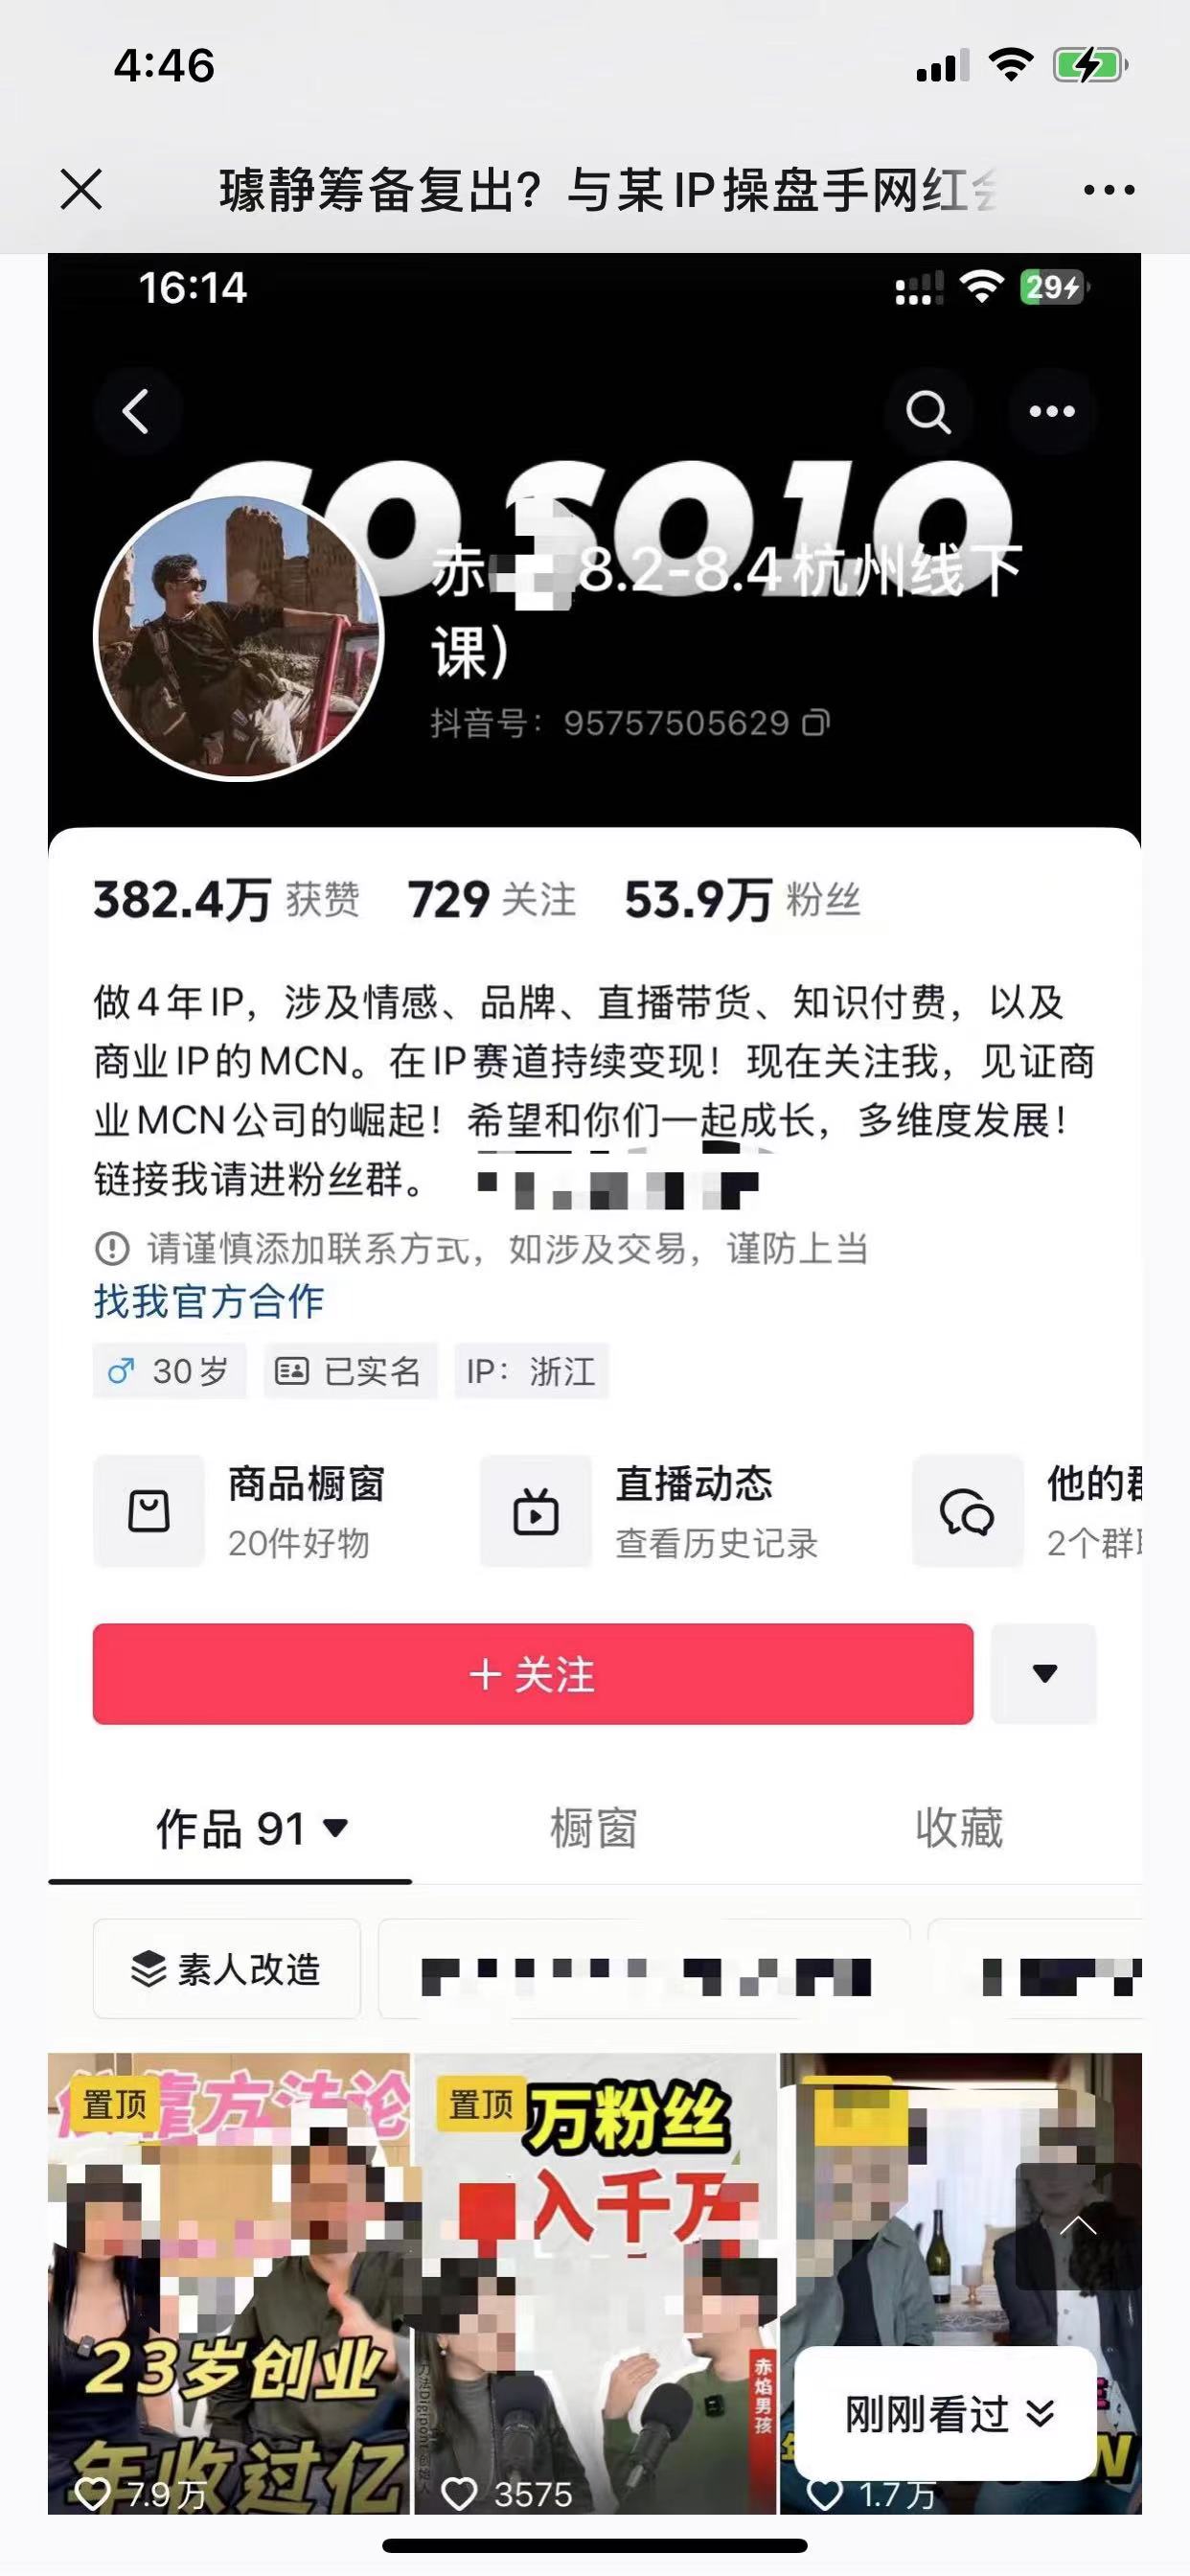 4:46
璩静筹备复出？与某IP操盘手网红
16:14
29
SO1O
赤
8.2-8.4杭州线下
课）
抖音号：95757505629
382.4万 获赞 729 关注 53.9万 粉丝
做4年IP，涉及情感、品牌、直播带货、知识付费，以及
商业IP的MCN。在IP赛道持续变现！现在关注我，见证商
业MCN公司的崛起！希望和你们一起成长，多维度发展！
链接我请进粉丝群。
请谨慎添加联系方式，如涉及交易，谨防上当
找我官方合作
30岁 已实名 IP：浙江
商品橱窗 直播动态 他的群
20件好物 查看历史记录 2个群
关注
作品 91 橱窗 收藏
素人改造
置顶
靠方法论
23岁创业
年收过亿
7.9万
置顶
万粉丝
入千万
赤焰男孩
3575
刚刚看过
1.7万